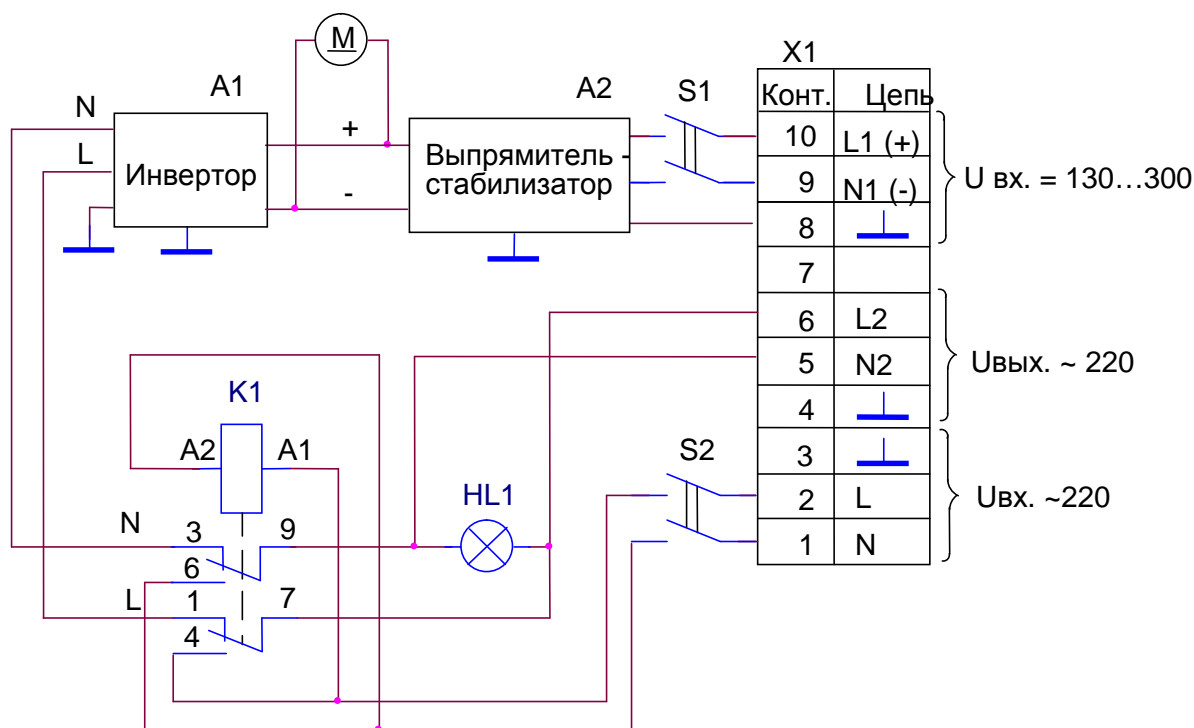 M
X1
A1
A2
S1
N
Конт. Цепь
10 L1 (+)
+
L
Инвертор
Выпрямитель -
стабилизатор
9 N1 (-)
U вх. = 130...300
-
8
7
6 L2
5 N2
Uвых. ~ 220
K1
4
A2 A1
S2
3
HL1
2 L
Uвх. ~220
N 3 9
1 N
6
L 1 7
4